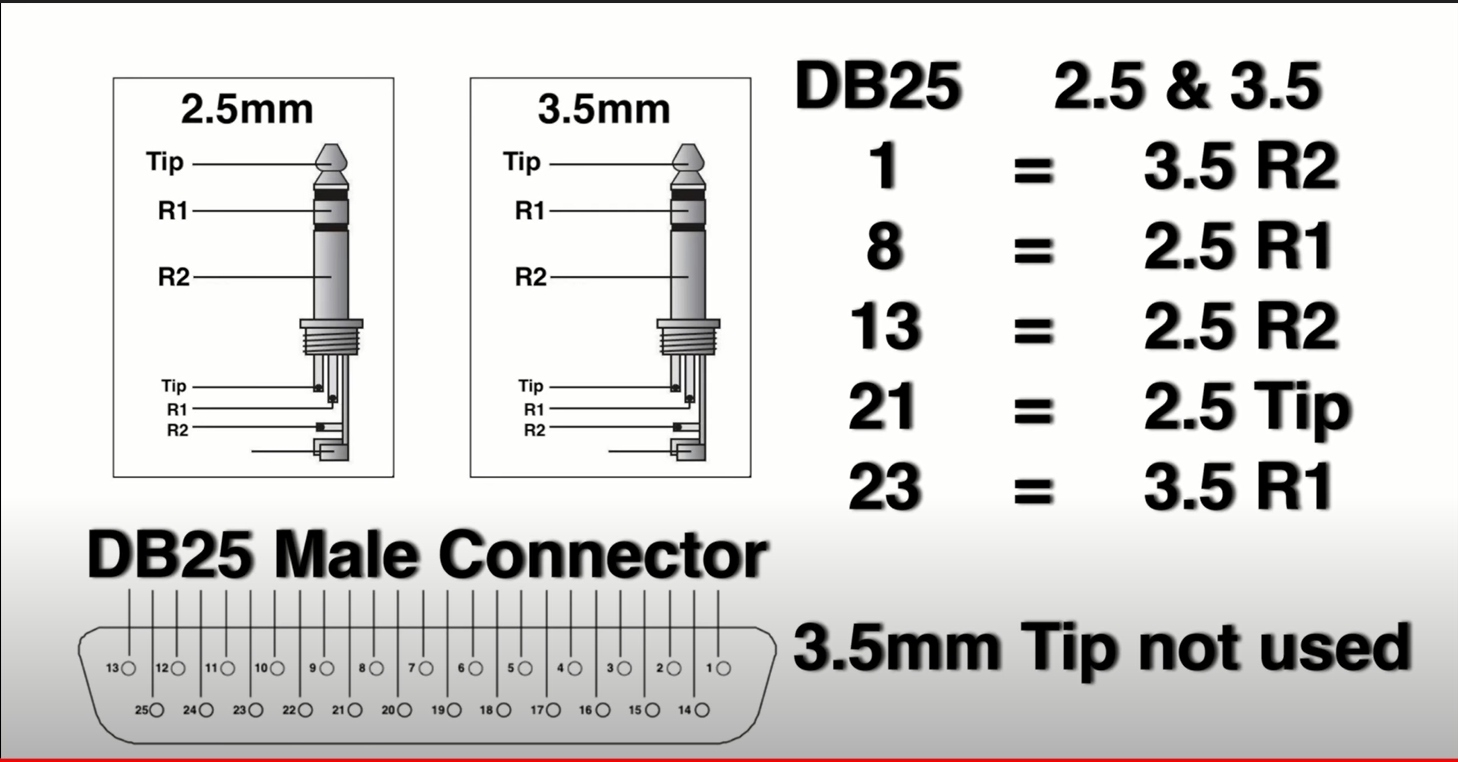 2.5mm
Tip
R1
R2
Tip
R1
R2
3.5mm
Tip
R1
R2
Tip
R1
R2
DB25 2.5 & 3.5
1 = 3.5 R2
8 = 2.5 R1
13 = 2.5 R2
21 = 2.5 Tip
23 = 3.5 R1
DB25 Male Connector
13 12 11 10 9 8 7 6 5 4 3 2 1
25 24 23 22 21 20 19 18 17 16 15 14
3.5mm Tip not used